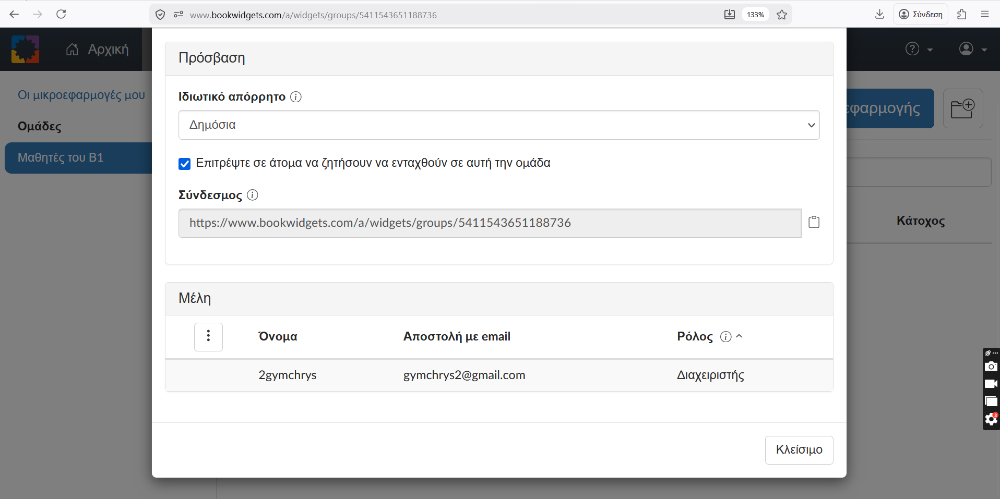 www.bookwidgets.com/a/widgets/groups/5411543651188736
133%
Σύνδεση
Αρχική
Οι μικροεφαρμογές μου
Ομάδες
Μαθητές του Β1
εφαρμογής
Κάτοχος
Πρόσβαση
Ιδιωτικό απόρρητο
Δημόσια
Επιτρέψτε σε άτομα να ζητήσουν να ενταχθούν σε αυτή την ομάδα
Σύνδεσμος
https://www.bookwidgets.com/a/widgets/groups/5411543651188736
Μέλη
Όνομα Αποστολή με email Ρόλος
2gymchrys gymchrys2@gmail.com Διαχειριστής
Κλείσιμο
3